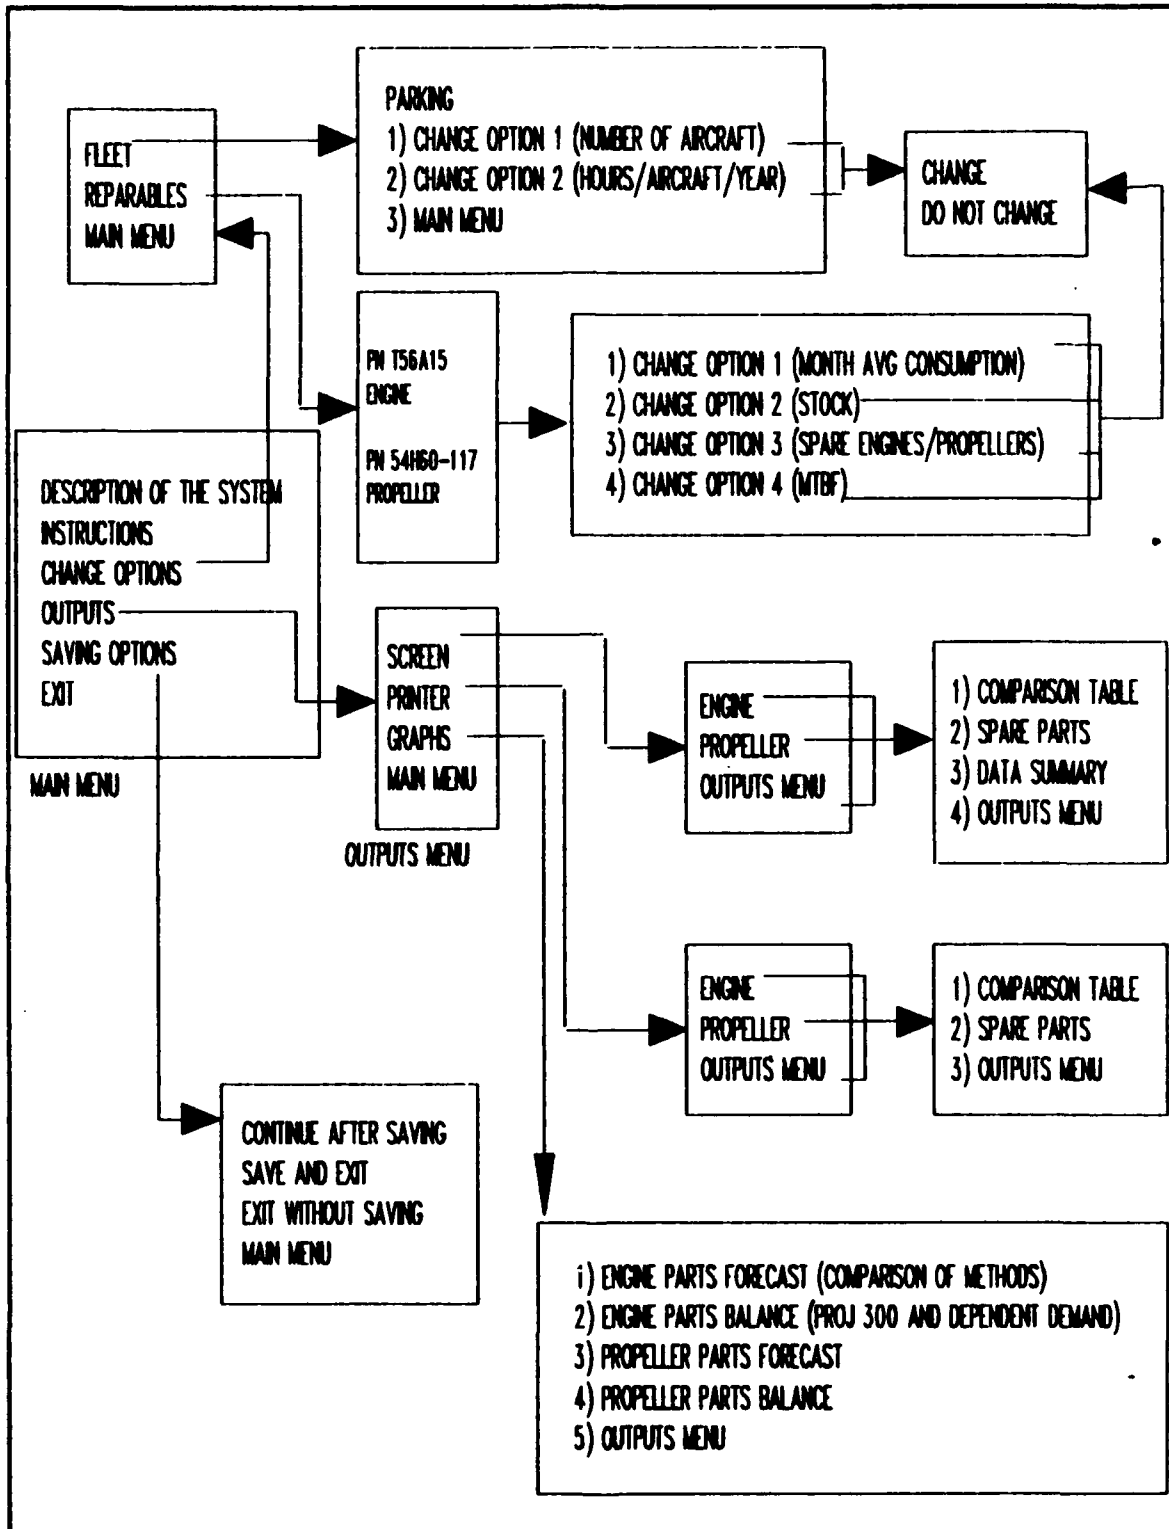 PARKING
1) CHANGE OPTION 1 (NUMBER OF AIRCRAFT)
2) CHANGE OPTION 2 (HOURS/AIRCRAFT/YEAR)
3) MAIN MENU
FLEET
REPARABLES
MAIN MENU
CHANGE
DO NOT CHANGE
PN T56A15
ENGINE
PN 54H60-117
PROPELLER
1) CHANGE OPTION 1 (MONTH AVG CONSUMPTION)
2) CHANGE OPTION 2 (STOCK)
3) CHANGE OPTION 3 (SPARE ENGINES/PROPELLERS)
4) CHANGE OPTION 4 (MTBF)
DESCRIPTION OF THE SYSTEM
INSTRUCTIONS
CHANGE OPTIONS
OUTPUTS
SAVING OPTIONS
EXIT
MAIN MENU
SCREEN
PRINTER
GRAPHS
MAIN MENU
OUTPUTS MENU
ENGINE
PROPELLER
OUTPUTS MENU
1) COMPARISON TABLE
2) SPARE PARTS
3) DATA SUMMARY
4) OUTPUTS MENU
ENGINE
PROPELLER
OUTPUTS MENU
1) COMPARISON TABLE
2) SPARE PARTS
3) OUTPUTS MENU
CONTINUE AFTER SAVING
SAVE AND EXIT
EXIT WITHOUT SAVING
MAIN MENU
1) ENGINE PARTS FORECAST (COMPARISON OF METHODS)
2) ENGINE PARTS BALANCE (PROJ 300 AND DEPENDENT DEMAND)
3) PROPELLER PARTS FORECAST
4) PROPELLER PARTS BALANCE
5) OUTPUTS MENU